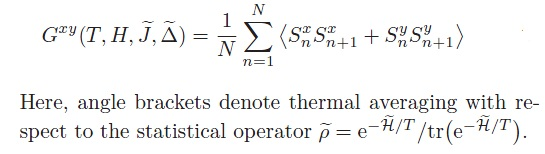 G^{xy}(T, H, \widetilde{J}, \widetilde{\Delta}) = \frac{1}{N} \sum_{n=1}^{N} \langle S_n^x S_{n+1}^x + S_n^y S_{n+1}^y \rangle
Here, angle brackets denote thermal averaging with re-
spect to the statistical operator \widetilde{\rho} = e^{-\widetilde{\mathcal{H}}/T}/tr(e^{-\widetilde{\mathcal{H}}/T}).